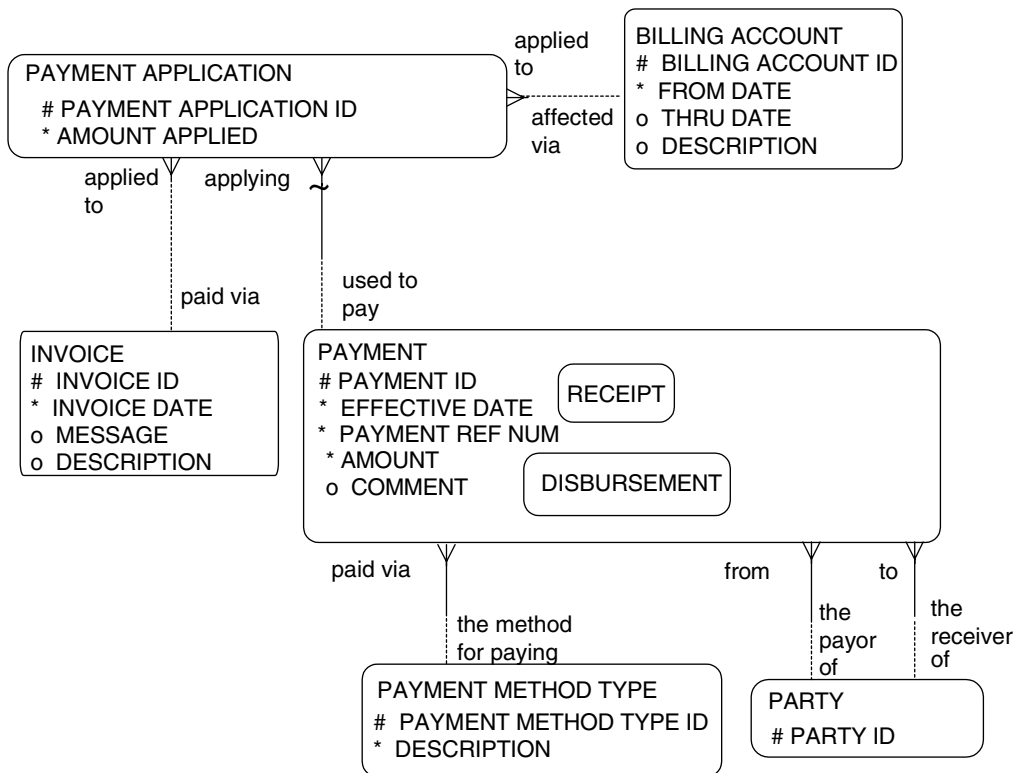 PAYMENT APPLICATION
# PAYMENT APPLICATION ID
* AMOUNT APPLIED
applied
to
affected
via
BILLING ACCOUNT
# BILLING ACCOUNT ID
* FROM DATE
o THRU DATE
o DESCRIPTION
applied
to
applying
~
paid via
used to
pay
INVOICE
# INVOICE ID
* INVOICE DATE
o MESSAGE
o DESCRIPTION
PAYMENT
# PAYMENT ID
* EFFECTIVE DATE
* PAYMENT REF NUM
* AMOUNT
o COMMENT
RECEIPT
DISBURSEMENT
paid via
from
to
the method
for paying
the
payor
of
the
receiver
of
PAYMENT METHOD TYPE
# PAYMENT METHOD TYPE ID
* DESCRIPTION
PARTY
# PARTY ID